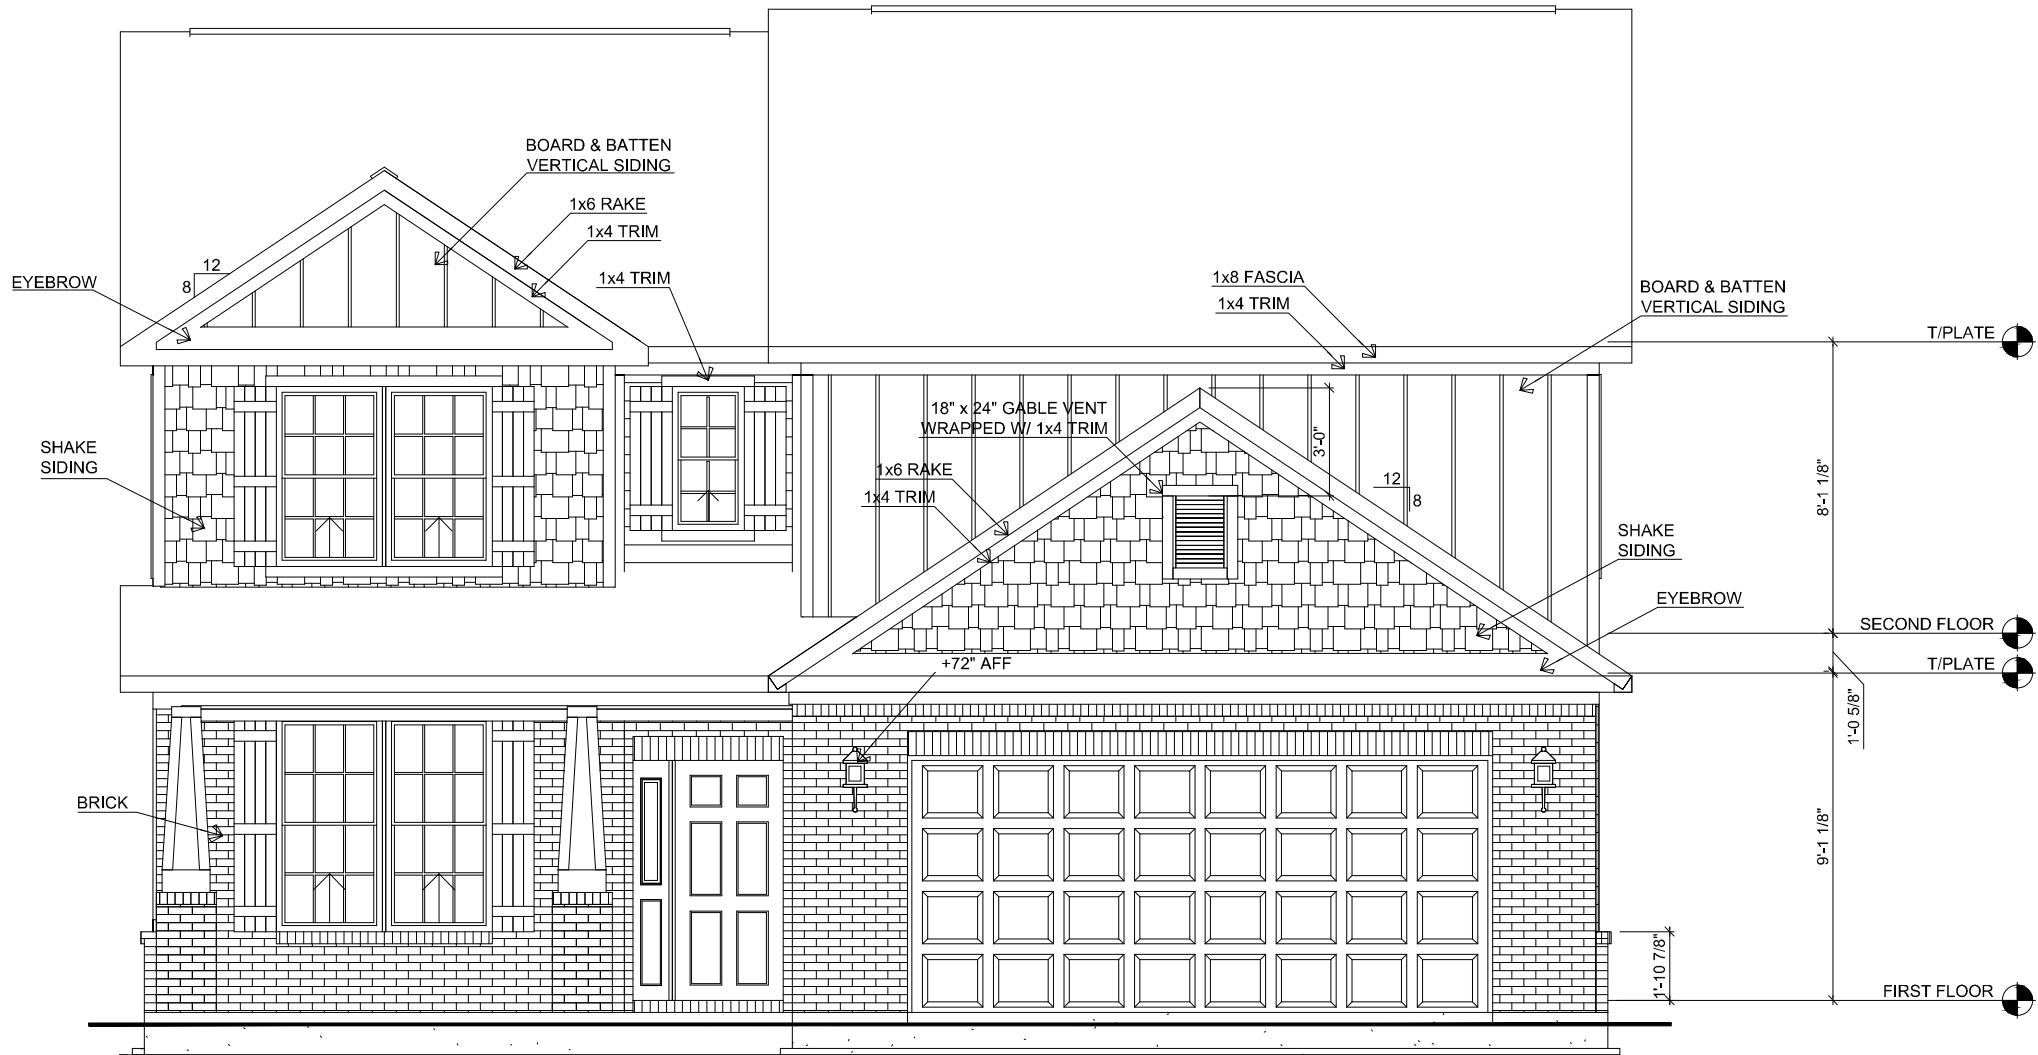 BOARD & BATTEN
VERTICAL SIDING
1x6 RAKE
1x4 TRIM
12
8
EYEBROW
1x4 TRIM
1x8 FASCIA
1x4 TRIM
BOARD & BATTEN
VERTICAL SIDING
T/PLATE
18" x 24" GABLE VENT
WRAPPED W/ 1x4 TRIM
3'-0"
SHAKE
SIDING
1x6 RAKE
1x4 TRIM
12
8
8'-1 1/8"
SHAKE
SIDING
EYEBROW
SECOND FLOOR
+72" AFF
T/PLATE
1'-0 5/8"
BRICK
9'-1 1/8"
1'-10 7/8"
FIRST FLOOR